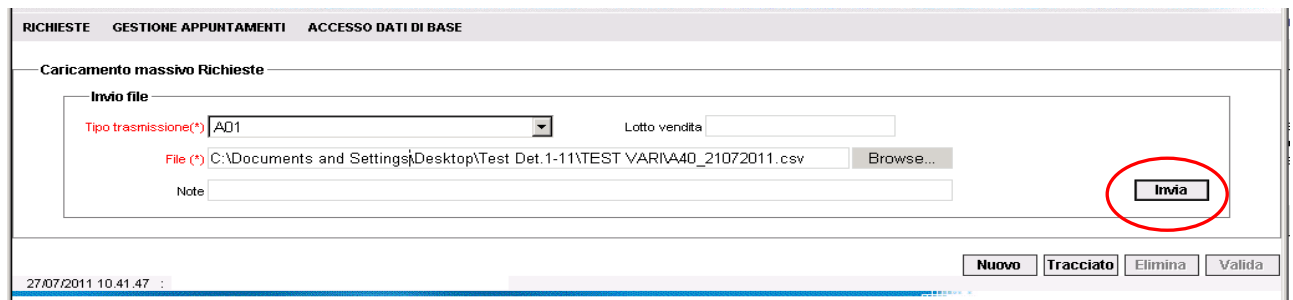 RICHIESTE GESTIONE APPUNTAMENTI ACCESSO DATI DI BASE
Caricamento massivo Richieste
Invio file
Tipo trasmissione(*) A01 Lotto vendita
File (*) C:\Documents and Settings\Desktop\Test Det.1-11\TEST VARI\A40_21072011.csv Browse...
Note Invia
Nuovo Tracciato Elimina Valida
27/07/2011 10.41.47 :